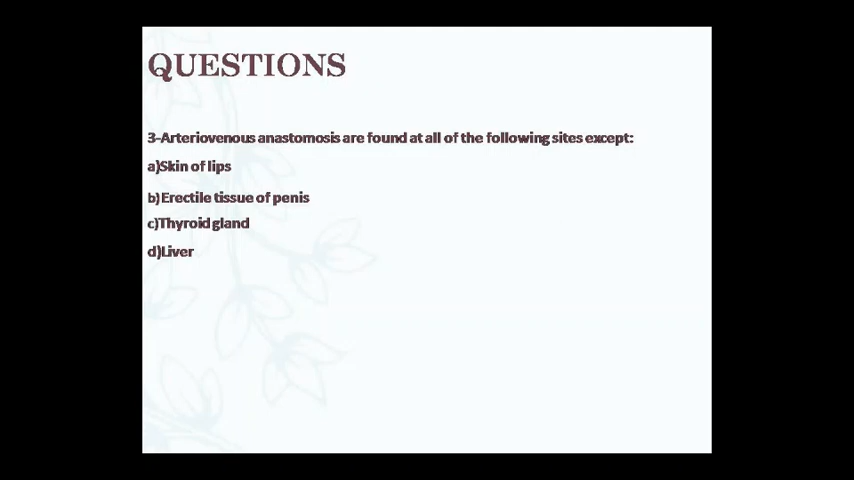 QUESTIONS
3-Arteriovenous anastomosis are found at all of the following sites except:
a)Skin of lips
b)Erectile tissue of penis
c)Thyroid gland
d)Liver